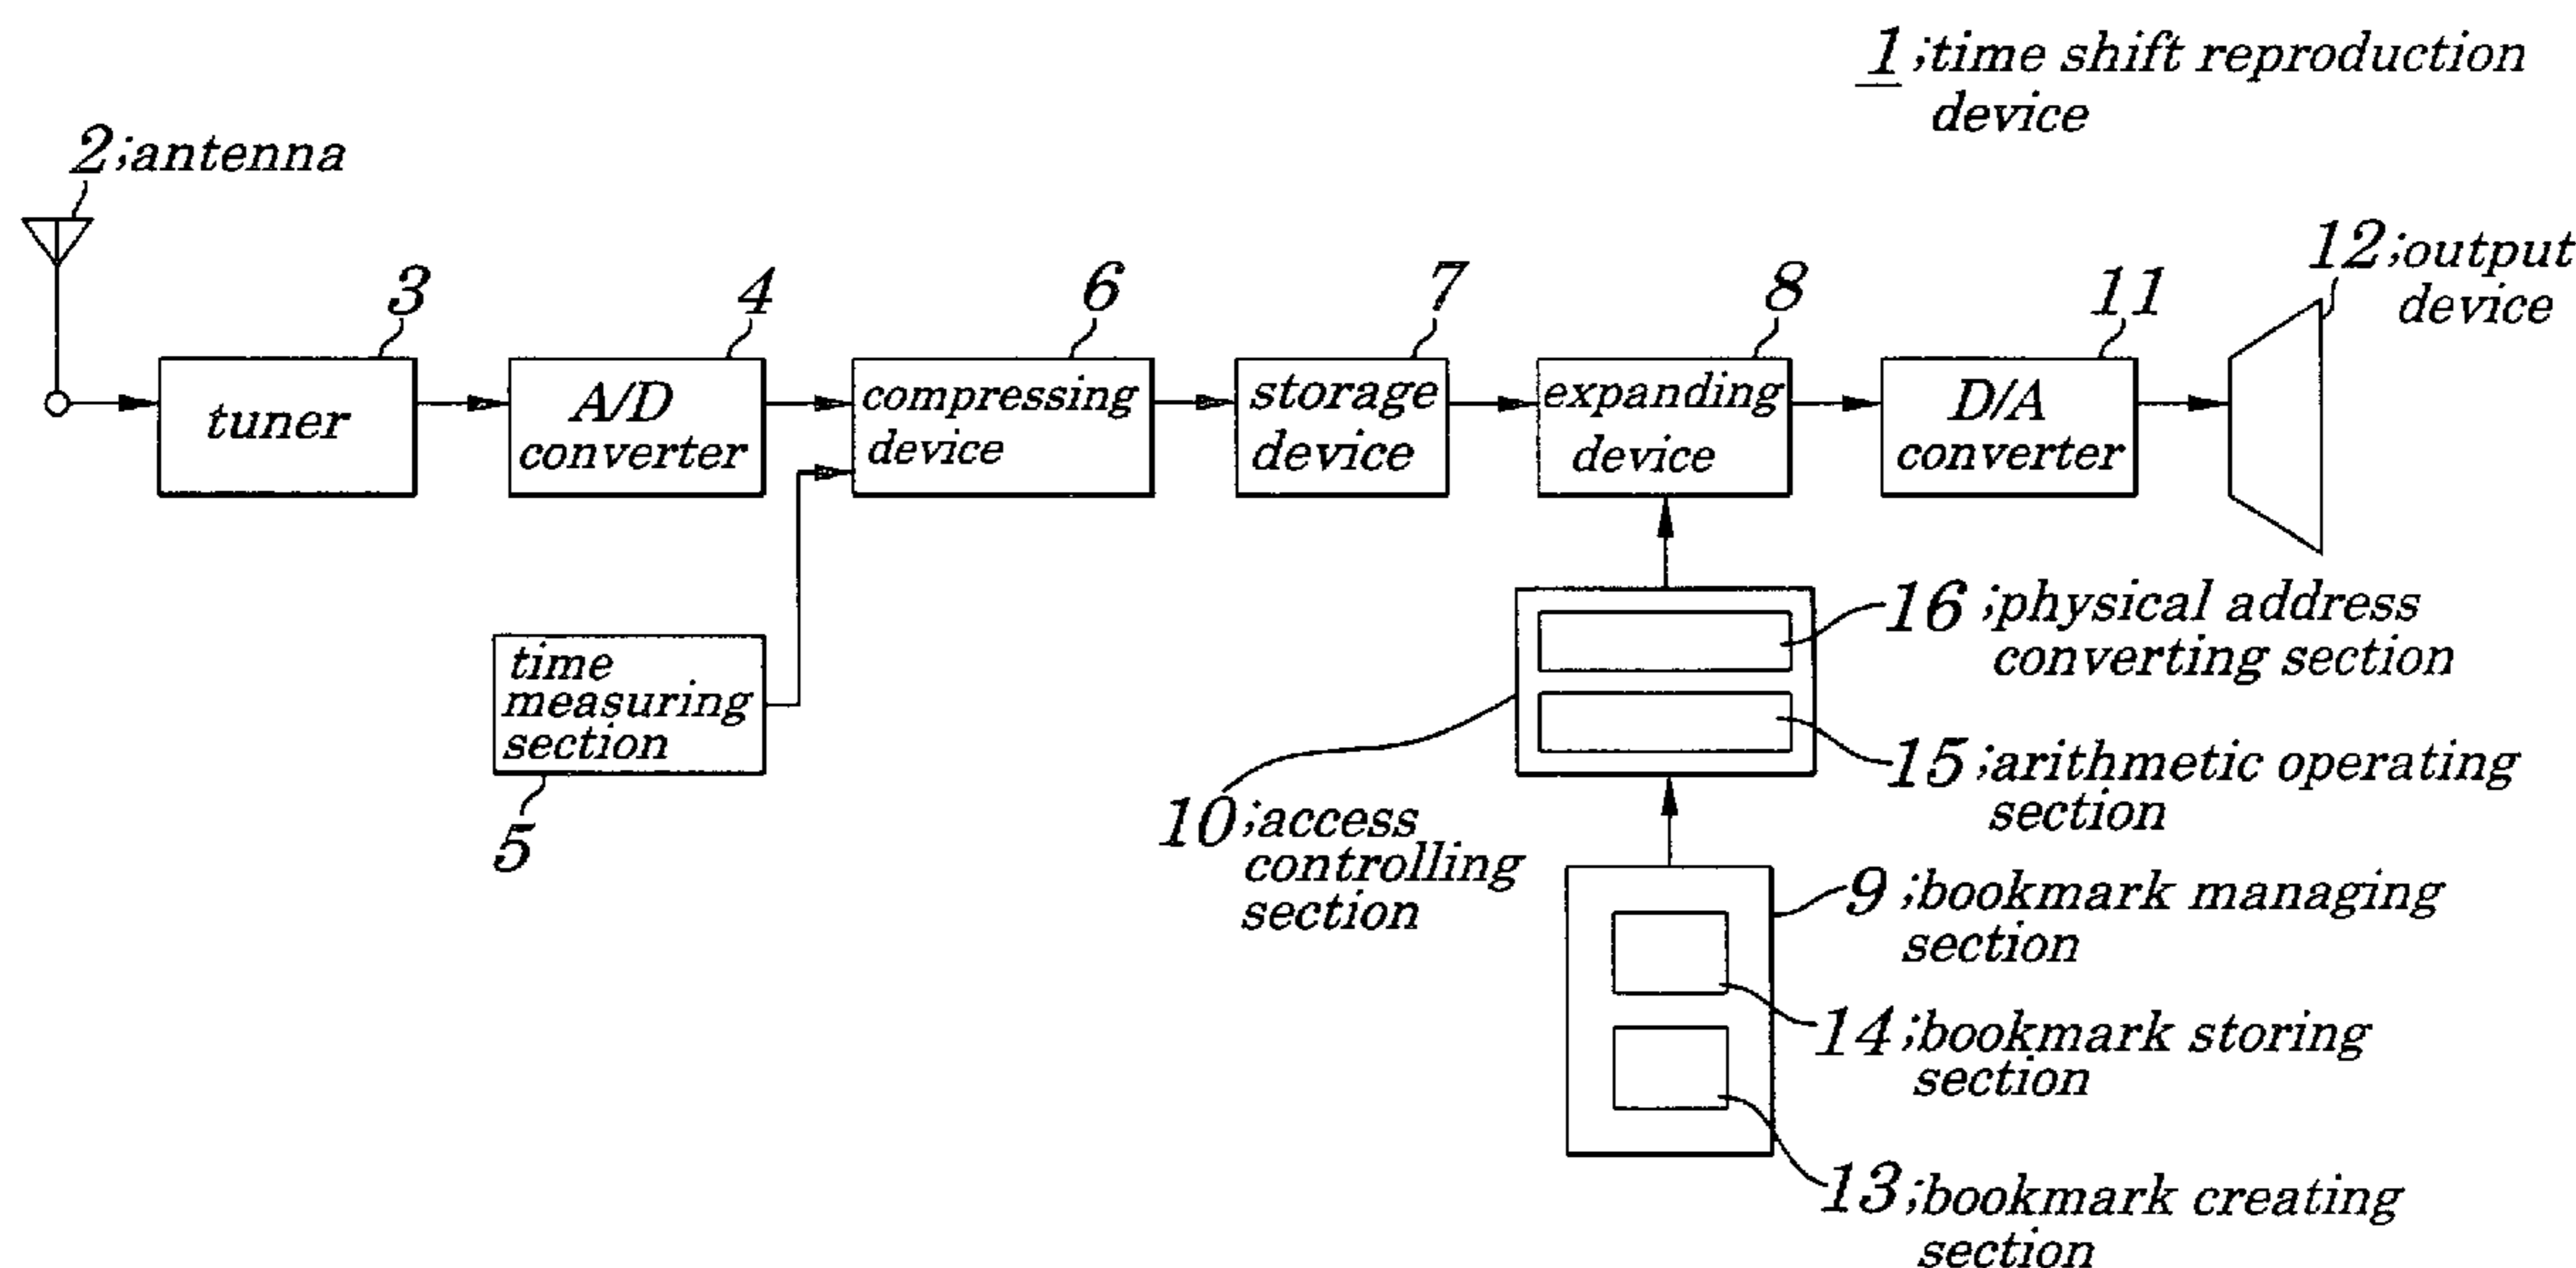 1 ;time shift reproduction
device
2;antenna
3
4
6
7
8
11
12;output
device
tuner
A/D
converter
compressing
device
storage
device
expanding
device
D/A
converter
time
measuring
section
5
16 ;physical address
converting section
15;arithmetic operating
section
10;access
controlling
section
9 ;bookmark managing
section
14;bookmark storing
section
13;bookmark creating
section